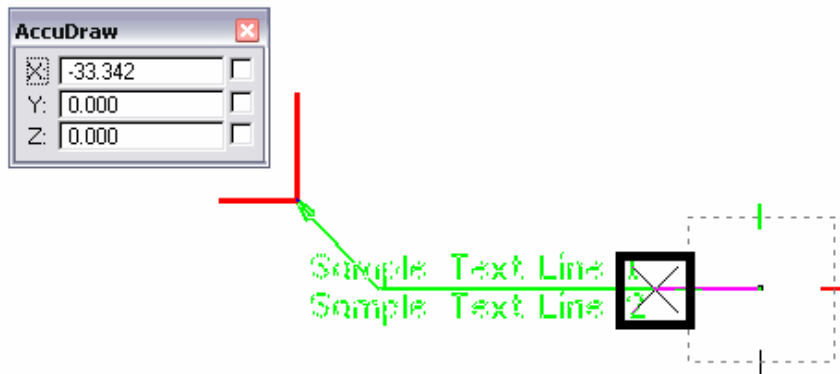 AccuDraw
X: -33.342
Y: 0.000
Z: 0.000
Sample Text Line 1
Sample Text Line 2